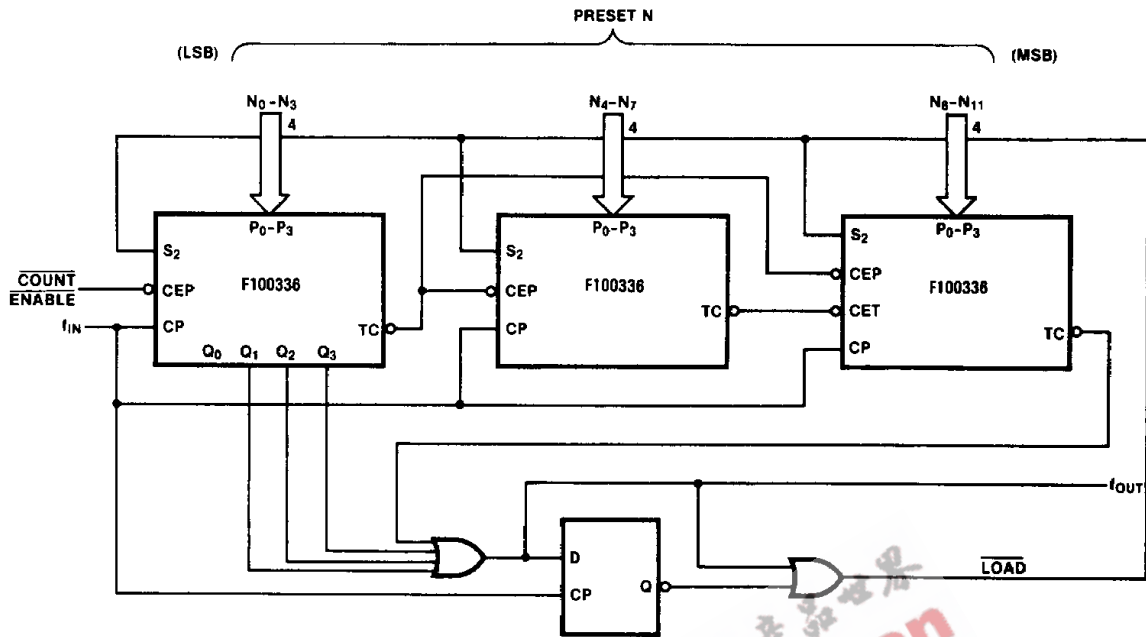 PRESET N
(LSB)
(MSB)
N0–N3
4
N4–N7
4
N8–N11
4
P0–P3
P0–P3
P0–P3
S2
S2
S2
COUNT
ENABLE
CEP
F100336
CEP
F100336
CEP
F100336
CET
fIN
CP
TC
CP
TC
CP
TC
Q0 Q1 Q2 Q3
fOUT
D
CP
Q
LOAD